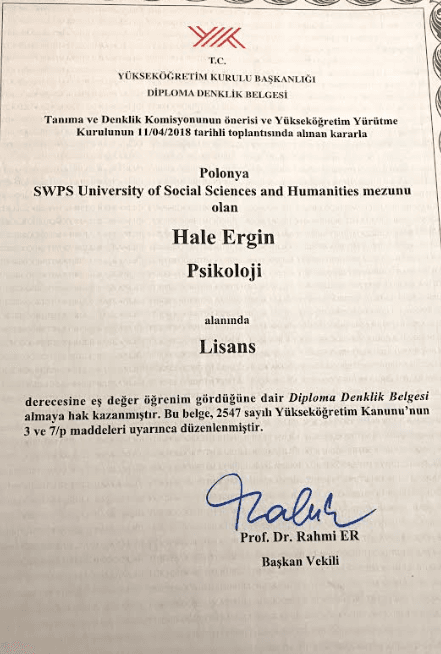 T.C.
YÜKSEKÖĞRETİM KURULU BAŞKANLIĞI
DİPLOMA DENKLİK BELGESİ
Tanıma ve Denklik Komisyonunun önerisi ve Yükseköğretim Yürütme
Kurulunun 11/04/2018 tarihli toplantısında alınan kararla
Polonya
SWPS University of Social Sciences and Humanities mezunu
olan
Hale Ergin
Psikoloji
alanında
Lisans
derecesine eş değer öğrenim gördüğüne dair Diploma Denklik Belgesi
almaya hak kazanmıştır. Bu belge, 2547 sayılı Yükseköğretim Kanunu'nun
3 ve 7/p maddeleri uyarınca düzenlenmiştir.
Prof. Dr. Rahmi ER
Başkan Vekili